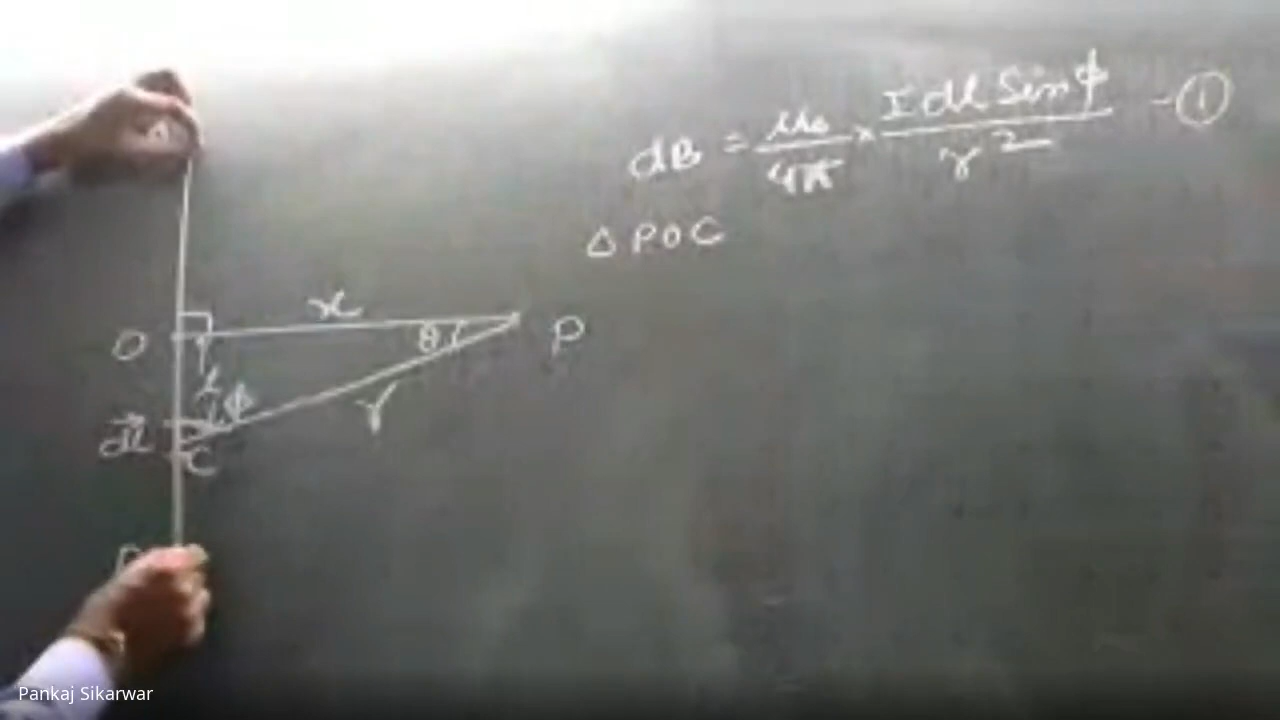 dB = μ₀/4π × I dl Sin ϕ / r² - ①
Δ POC
x
O
θ
P
l
ϕ
r
dl
C
Pankaj Sikarwar